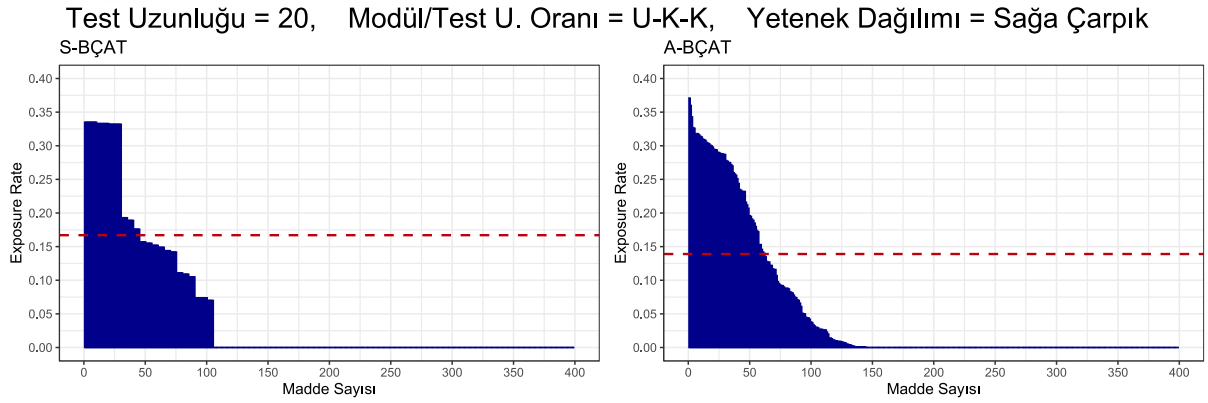 Test Uzunluğu = 20, Modül/Test U. Oranı = U-K-K, Yetenek Dağılımı = Sağa Çarpık
S-BÇAT
0.40
0.35
0.30
0.25
0.20
0.15
0.10
0.05
0.00
Exposure Rate
0 50 100 150 200 250 300 350 400
Madde Sayısı
A-BÇAT
0.40
0.35
0.30
0.25
0.20
0.15
0.10
0.05
0.00
Exposure Rate
0 50 100 150 200 250 300 350 400
Madde Sayısı